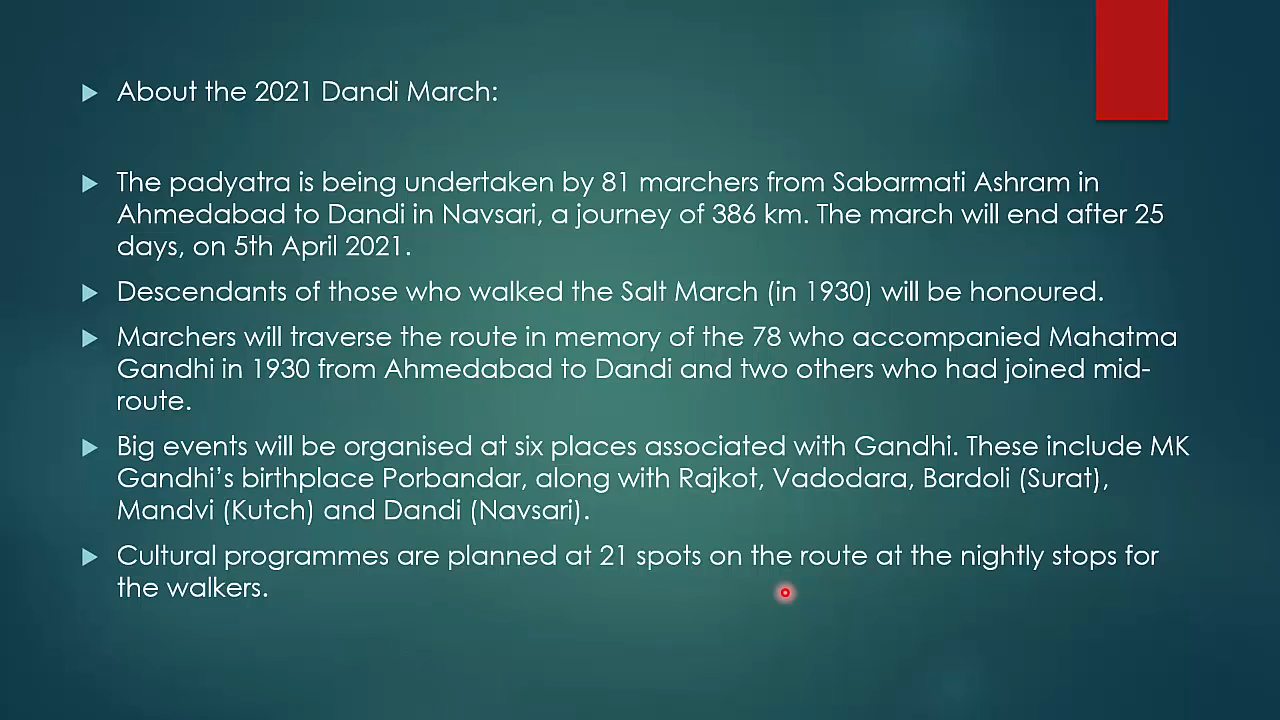 About the 2021 Dandi March:
The padyatra is being undertaken by 81 marchers from Sabarmati Ashram in
Ahmedabad to Dandi in Navsari, a journey of 386 km. The march will end after 25
days, on 5th April 2021.
Descendants of those who walked the Salt March (in 1930) will be honoured.
Marchers will traverse the route in memory of the 78 who accompanied Mahatma
Gandhi in 1930 from Ahmedabad to Dandi and two others who had joined mid-
route.
Big events will be organised at six places associated with Gandhi. These include MK
Gandhi’s birthplace Porbandar, along with Rajkot, Vadodara, Bardoli (Surat),
Mandvi (Kutch) and Dandi (Navsari).
Cultural programmes are planned at 21 spots on the route at the nightly stops for
the walkers.